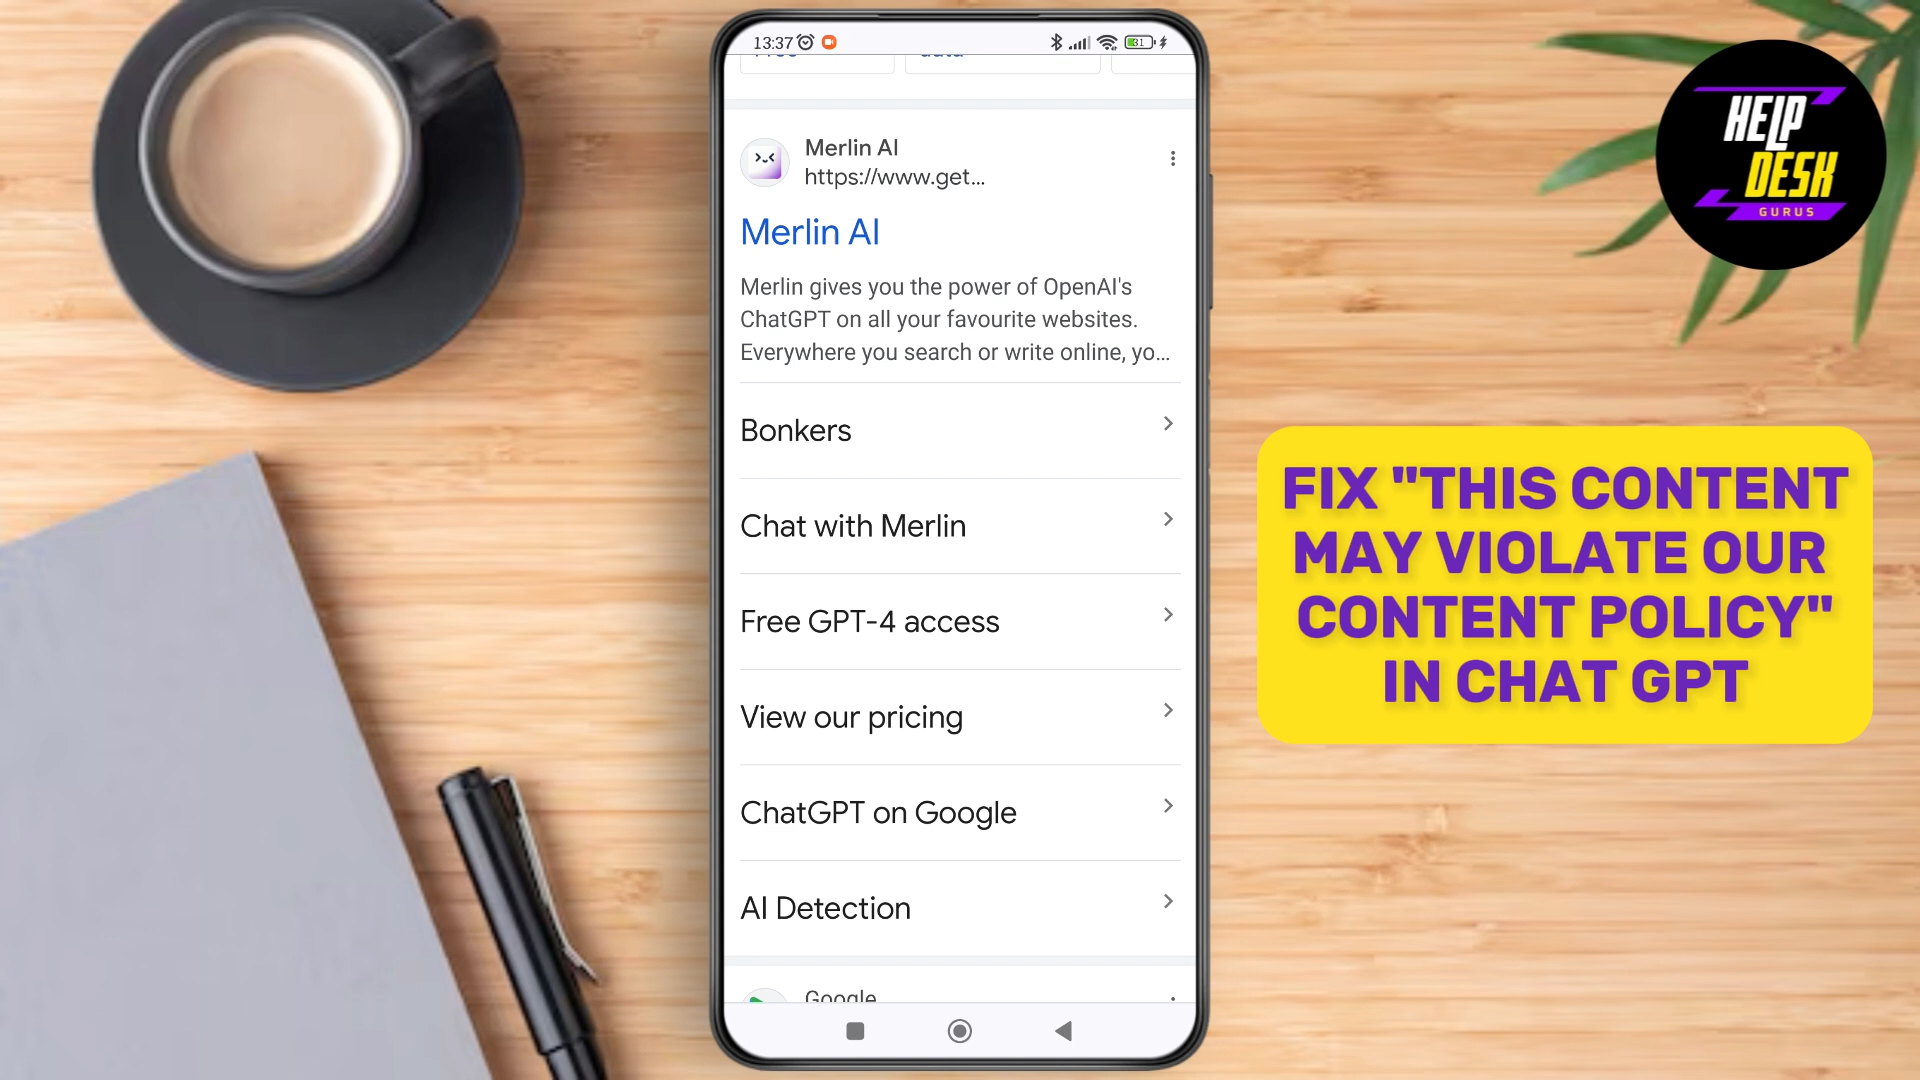 13:37
31
Merlin AI
https://www.get...
Merlin AI
Merlin gives you the power of OpenAI's
ChatGPT on all your favourite websites.
Everywhere you search or write online, yo...
Bonkers
Chat with Merlin
Free GPT-4 access
View our pricing
ChatGPT on Google
AI Detection
Google
HELP
DESK
GURUS
FIX "THIS CONTENT
MAY VIOLATE OUR
CONTENT POLICY"
IN CHAT GPT